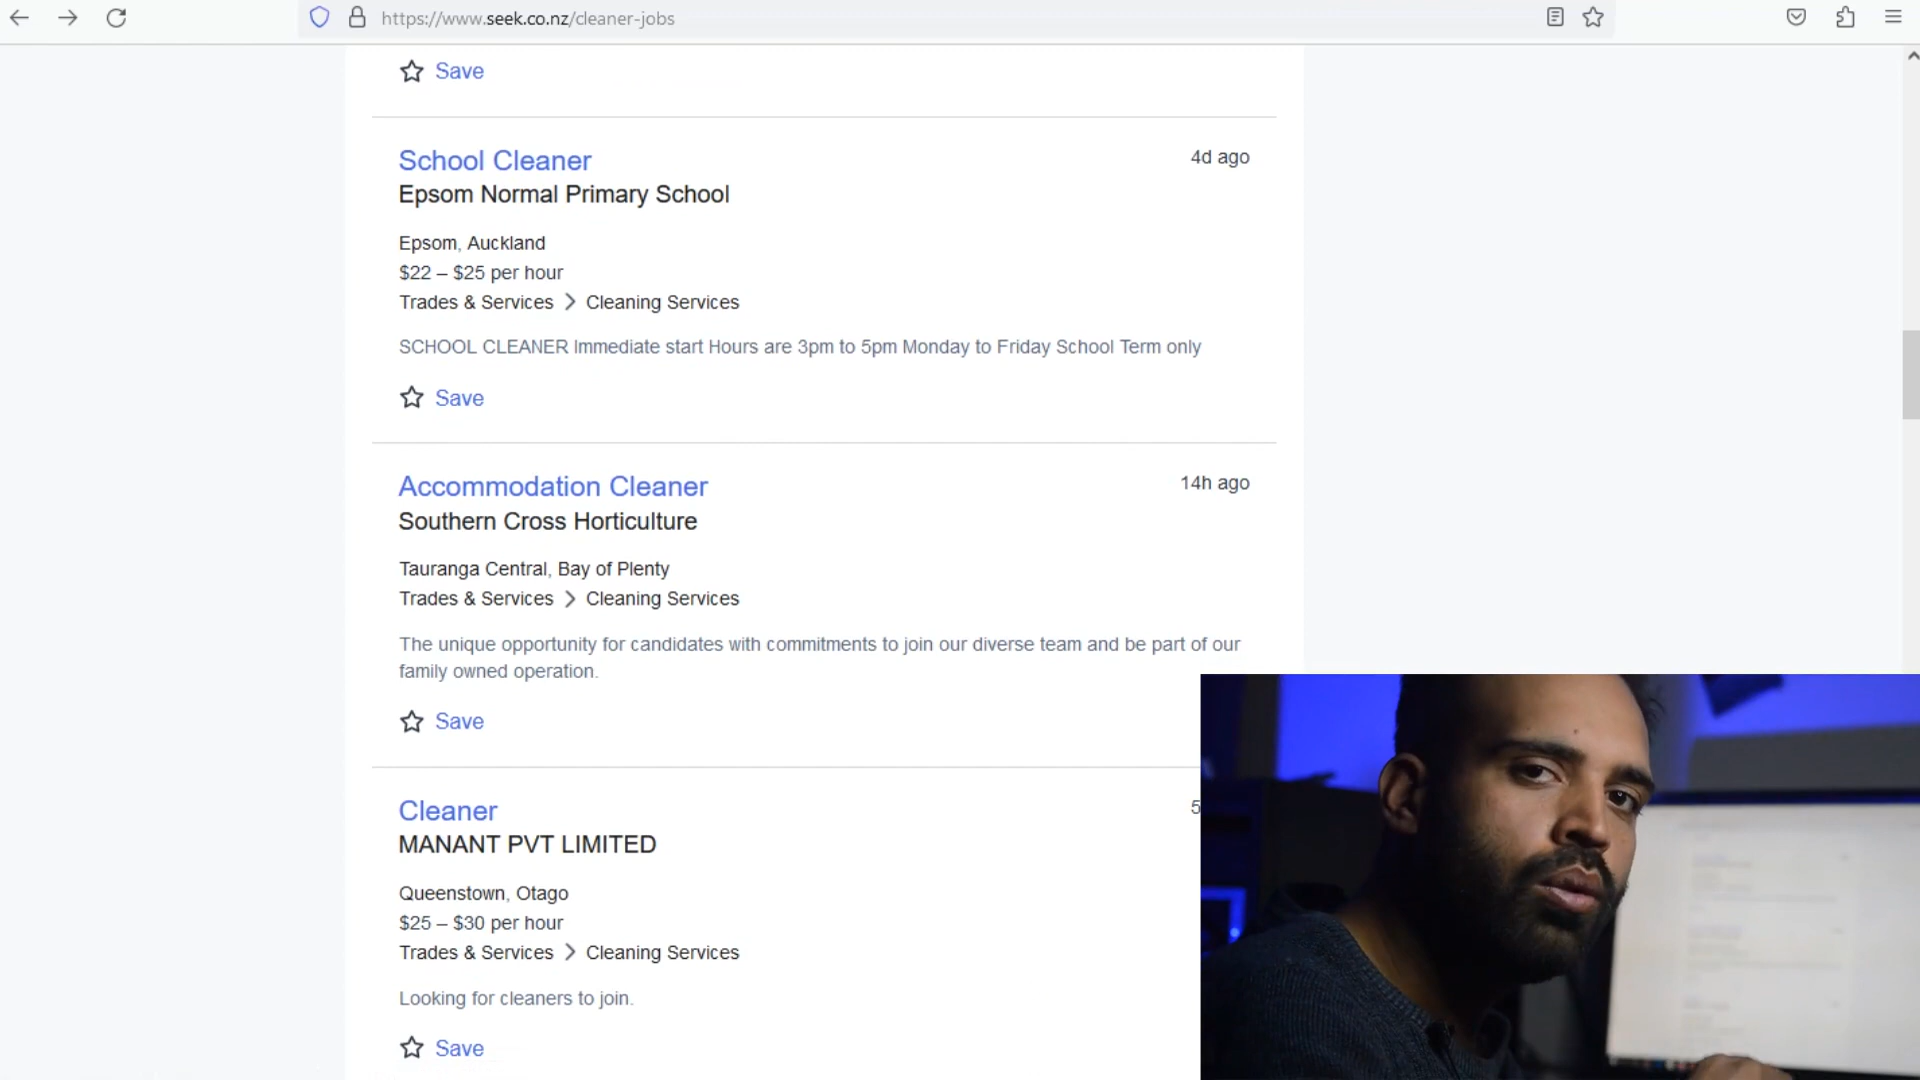 https://www.seek.co.nz/cleaner-jobs
Save
School Cleaner
4d ago
Epsom Normal Primary School
Epsom, Auckland
$22 – $25 per hour
Trades & Services > Cleaning Services
SCHOOL CLEANER Immediate start Hours are 3pm to 5pm Monday to Friday School Term only
Save
Accommodation Cleaner
14h ago
Southern Cross Horticulture
Tauranga Central, Bay of Plenty
Trades & Services > Cleaning Services
The unique opportunity for candidates with commitments to join our diverse team and be part of our
family owned operation.
Save
Cleaner
MANANT PVT LIMITED
Queenstown, Otago
$25 – $30 per hour
Trades & Services > Cleaning Services
Looking for cleaners to join.
Save